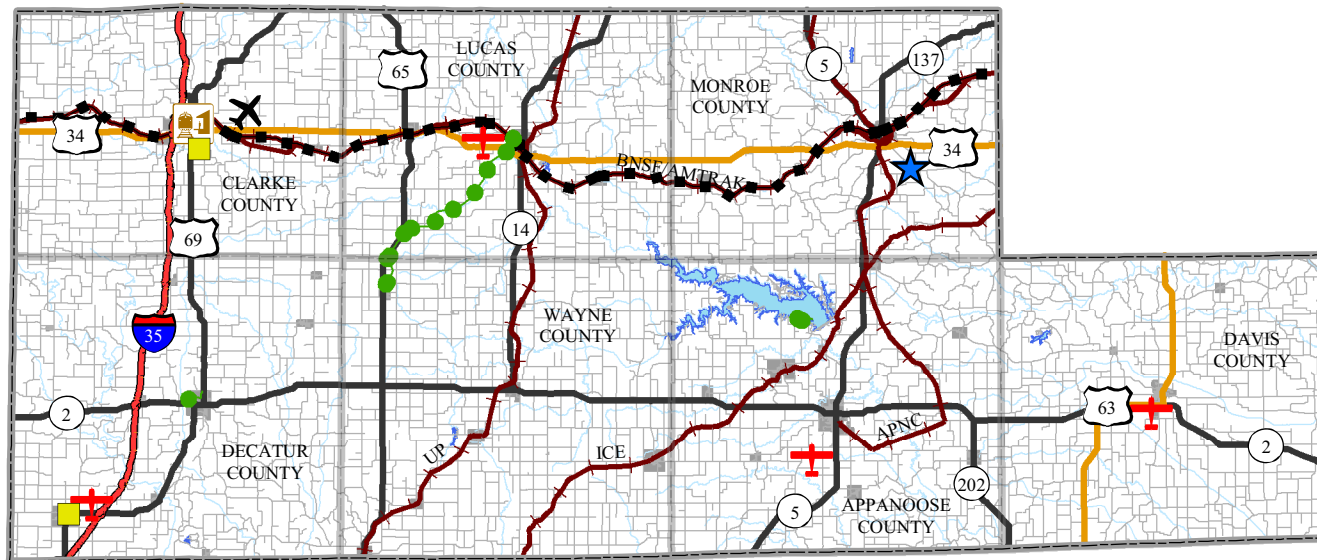 LUCAS
COUNTY
65
5
137
MONROE
COUNTY
34
34
BNSF/AMTRAK
CLARKE
COUNTY
69
14
WAYNE
COUNTY
35
DAVIS
COUNTY
2
63
DECATUR
COUNTY
UP
ICE
APNC
2
202
5
APPANOOSE
COUNTY